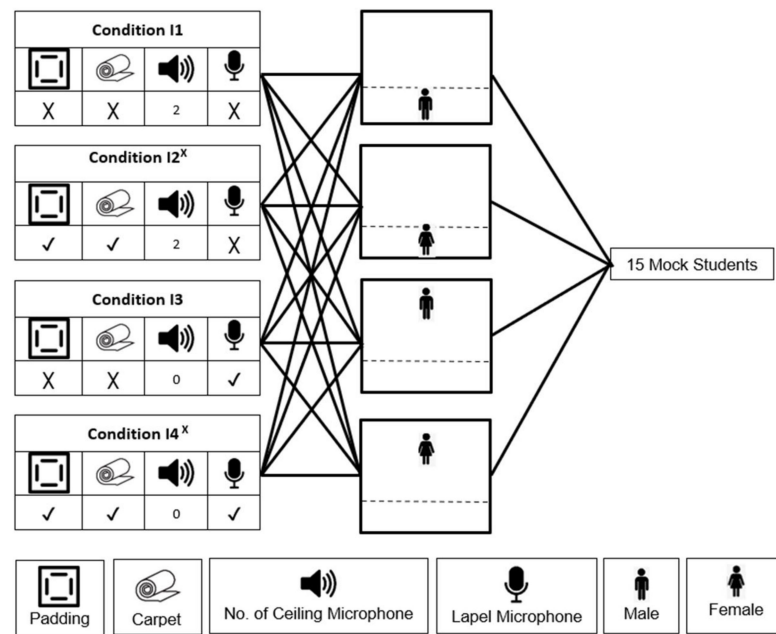 Condition I1
X X 2 X
Condition I2ˣ
✓ ✓ 2 X
Condition I3
X X 0 ✓
Condition I4ˣ
✓ ✓ 0 ✓
15 Mock Students
Padding
Carpet
No. of Ceiling Microphone
Lapel Microphone
Male
Female